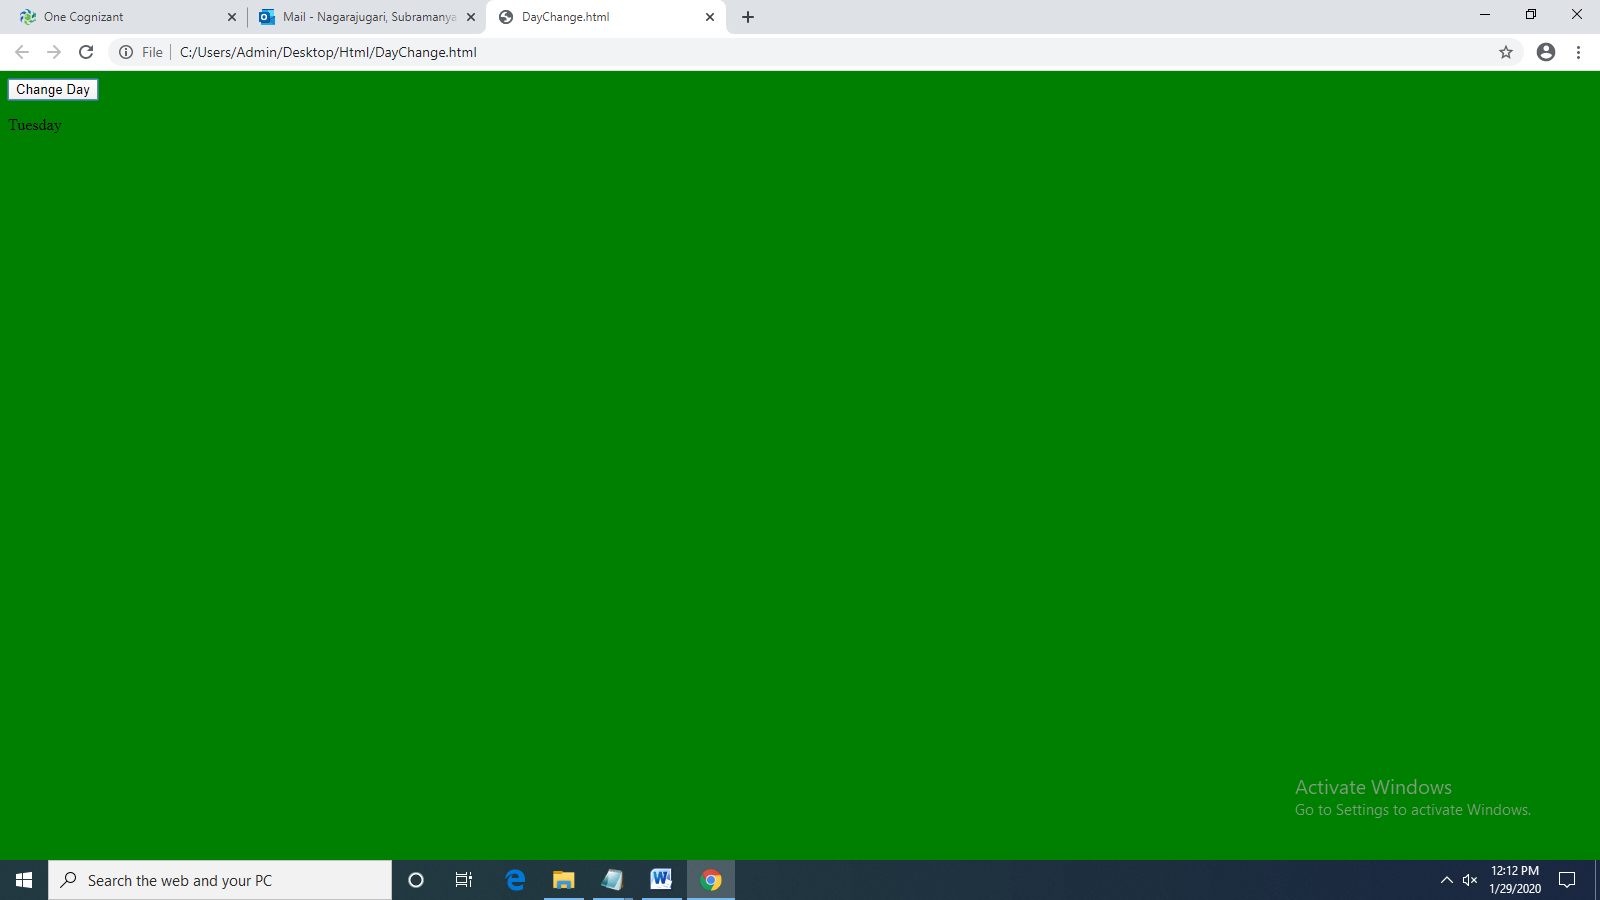 One Cognizant
Mail - Nagarajugari, Subramanya
DayChange.html
File
C:/Users/Admin/Desktop/Html/DayChange.html
Change Day
Tuesday
Activate Windows
Go to Settings to activate Windows.
Search the web and your PC
12:12 PM
1/29/2020